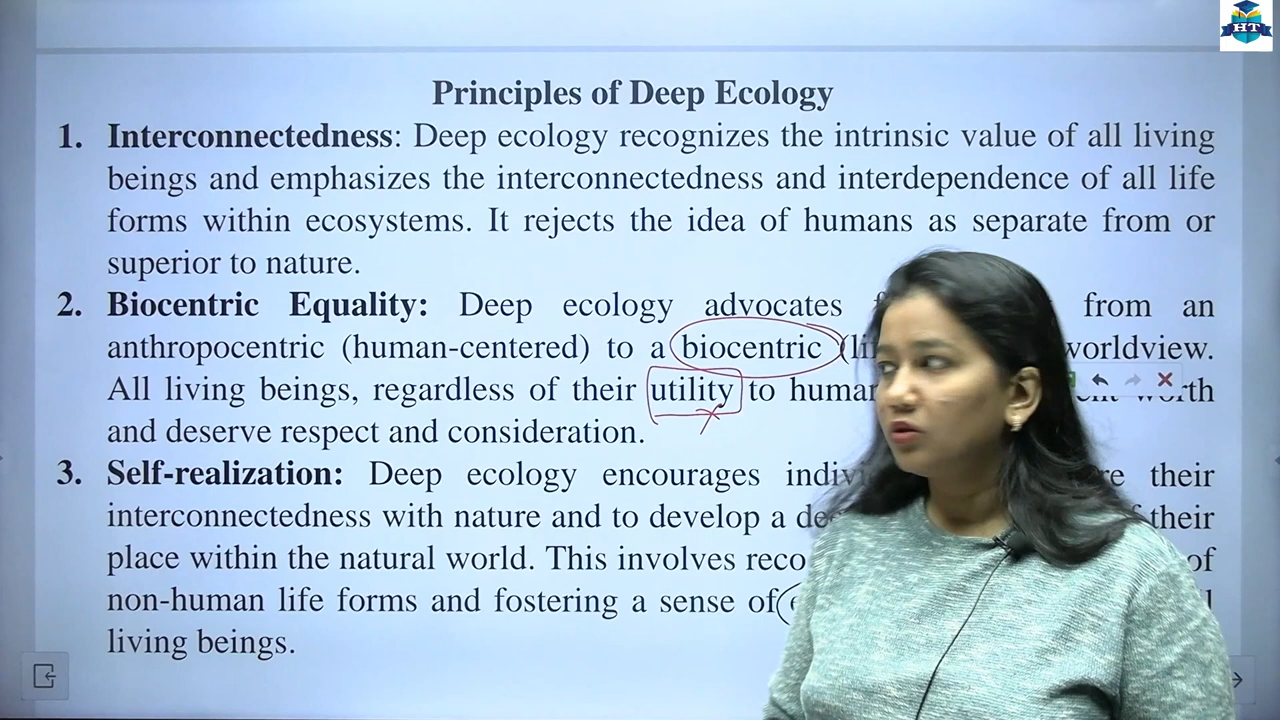 HT
Principles of Deep Ecology
1. Interconnectedness: Deep ecology recognizes the intrinsic value of all living
beings and emphasizes the interconnectedness and interdependence of all life
forms within ecosystems. It rejects the idea of humans as separate from or
superior to nature.
2. Biocentric Equality: Deep ecology advocates from an
anthropocentric (human-centered) to a biocentric worldview.
All living beings, regardless of their utility to worth
and deserve respect and consideration.
3. Self-realization: Deep ecology encourages their
interconnectedness with nature and to develop a their
place within the natural world. This involves of
non-human life forms and fostering a sense of
living beings.